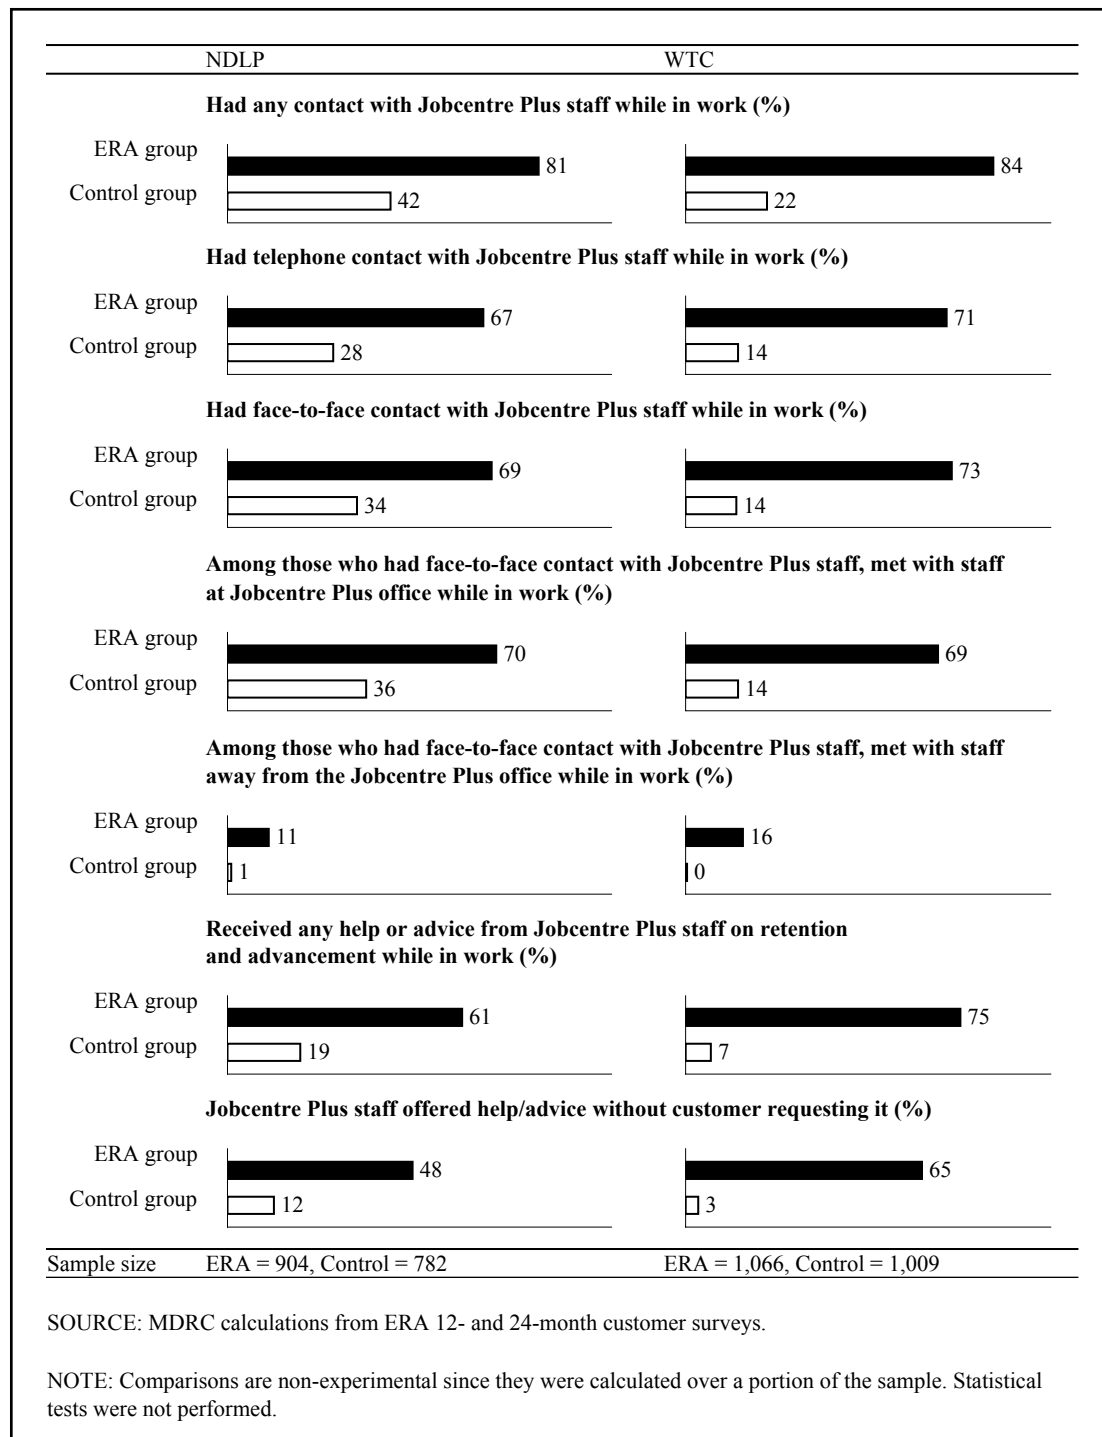 NDLP WTC
Had any contact with Jobcentre Plus staff while in work (%)
ERA group 81 84
Control group 42 22
Had telephone contact with Jobcentre Plus staff while in work (%)
ERA group 67 71
Control group 28 14
Had face-to-face contact with Jobcentre Plus staff while in work (%)
ERA group 69 73
Control group 34 14
Among those who had face-to-face contact with Jobcentre Plus staff, met with staff
at Jobcentre Plus office while in work (%)
ERA group 70 69
Control group 36 14
Among those who had face-to-face contact with Jobcentre Plus staff, met with staff
away from the Jobcentre Plus office while in work (%)
ERA group 11 16
Control group 1 0
Received any help or advice from Jobcentre Plus staff on retention
and advancement while in work (%)
ERA group 61 75
Control group 19 7
Jobcentre Plus staff offered help/advice without customer requesting it (%)
ERA group 48 65
Control group 12 3
Sample size ERA = 904, Control = 782 ERA = 1,066, Control = 1,009
SOURCE: MDRC calculations from ERA 12- and 24-month customer surveys.
NOTE: Comparisons are non-experimental since they were calculated over a portion of the sample. Statistical
tests were not performed.